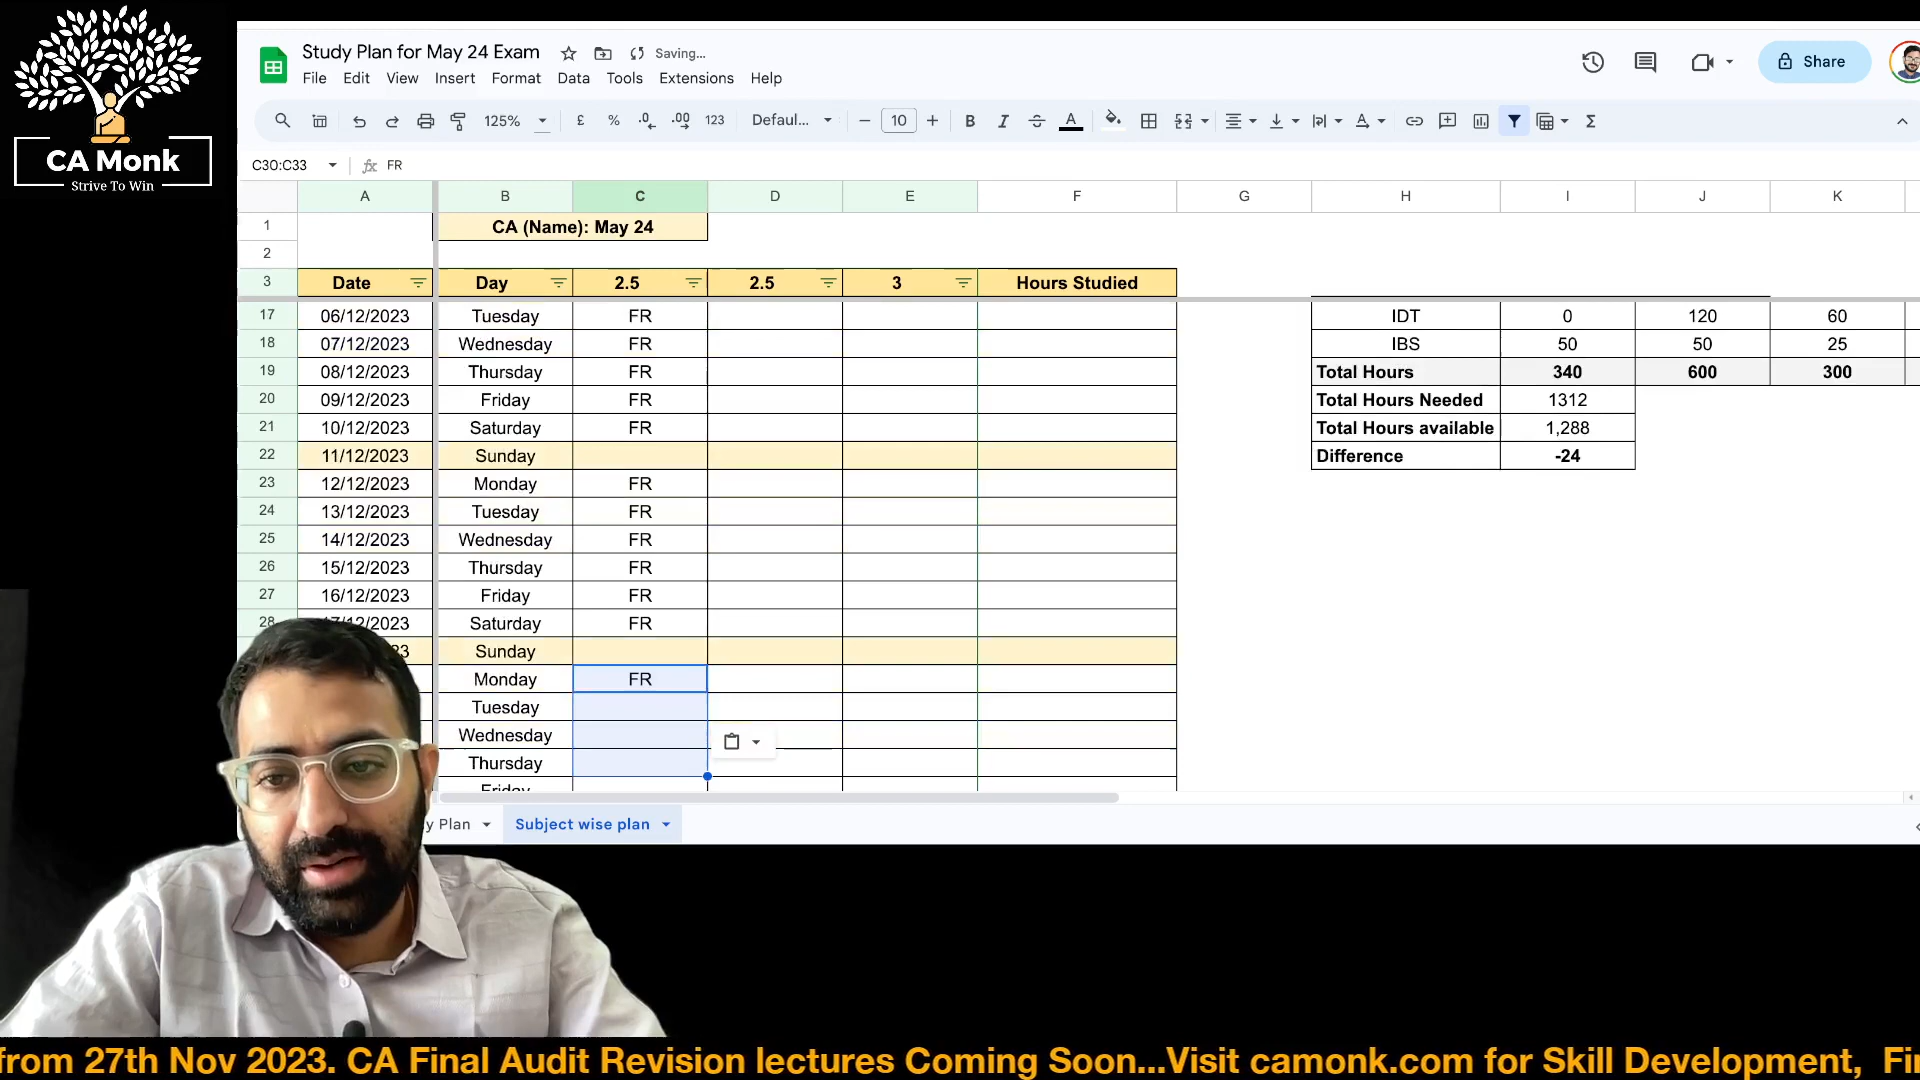 CA Monk
Strive To Win
Study Plan for May 24 Exam
Saving...
File Edit View Insert Format Data Tools Extensions Help
Share
125%
£ % .0 .00 123
Defaul...
10
B I A
C30:C33
fx FR
A B C D E F G H I J K
1 CA (Name): May 24
2
3 Date Day 2.5 2.5 3 Hours Studied
17 06/12/2023 Tuesday FR IDT 0 120 60
18 07/12/2023 Wednesday FR IBS 50 50 25
19 08/12/2023 Thursday FR Total Hours 340 600 300
20 09/12/2023 Friday FR Total Hours Needed 1312
21 10/12/2023 Saturday FR Total Hours available 1,288
22 11/12/2023 Sunday Difference -24
23 12/12/2023 Monday FR
24 13/12/2023 Tuesday FR
25 14/12/2023 Wednesday FR
26 15/12/2023 Thursday FR
27 16/12/2023 Friday FR
28 17/12/2023 Saturday FR
Sunday
Monday FR
Tuesday
Wednesday
Thursday
Friday
y Plan
Subject wise plan
from 27th Nov 2023. CA Final Audit Revision lectures Coming Soon...Visit camonk.com for Skill Development,